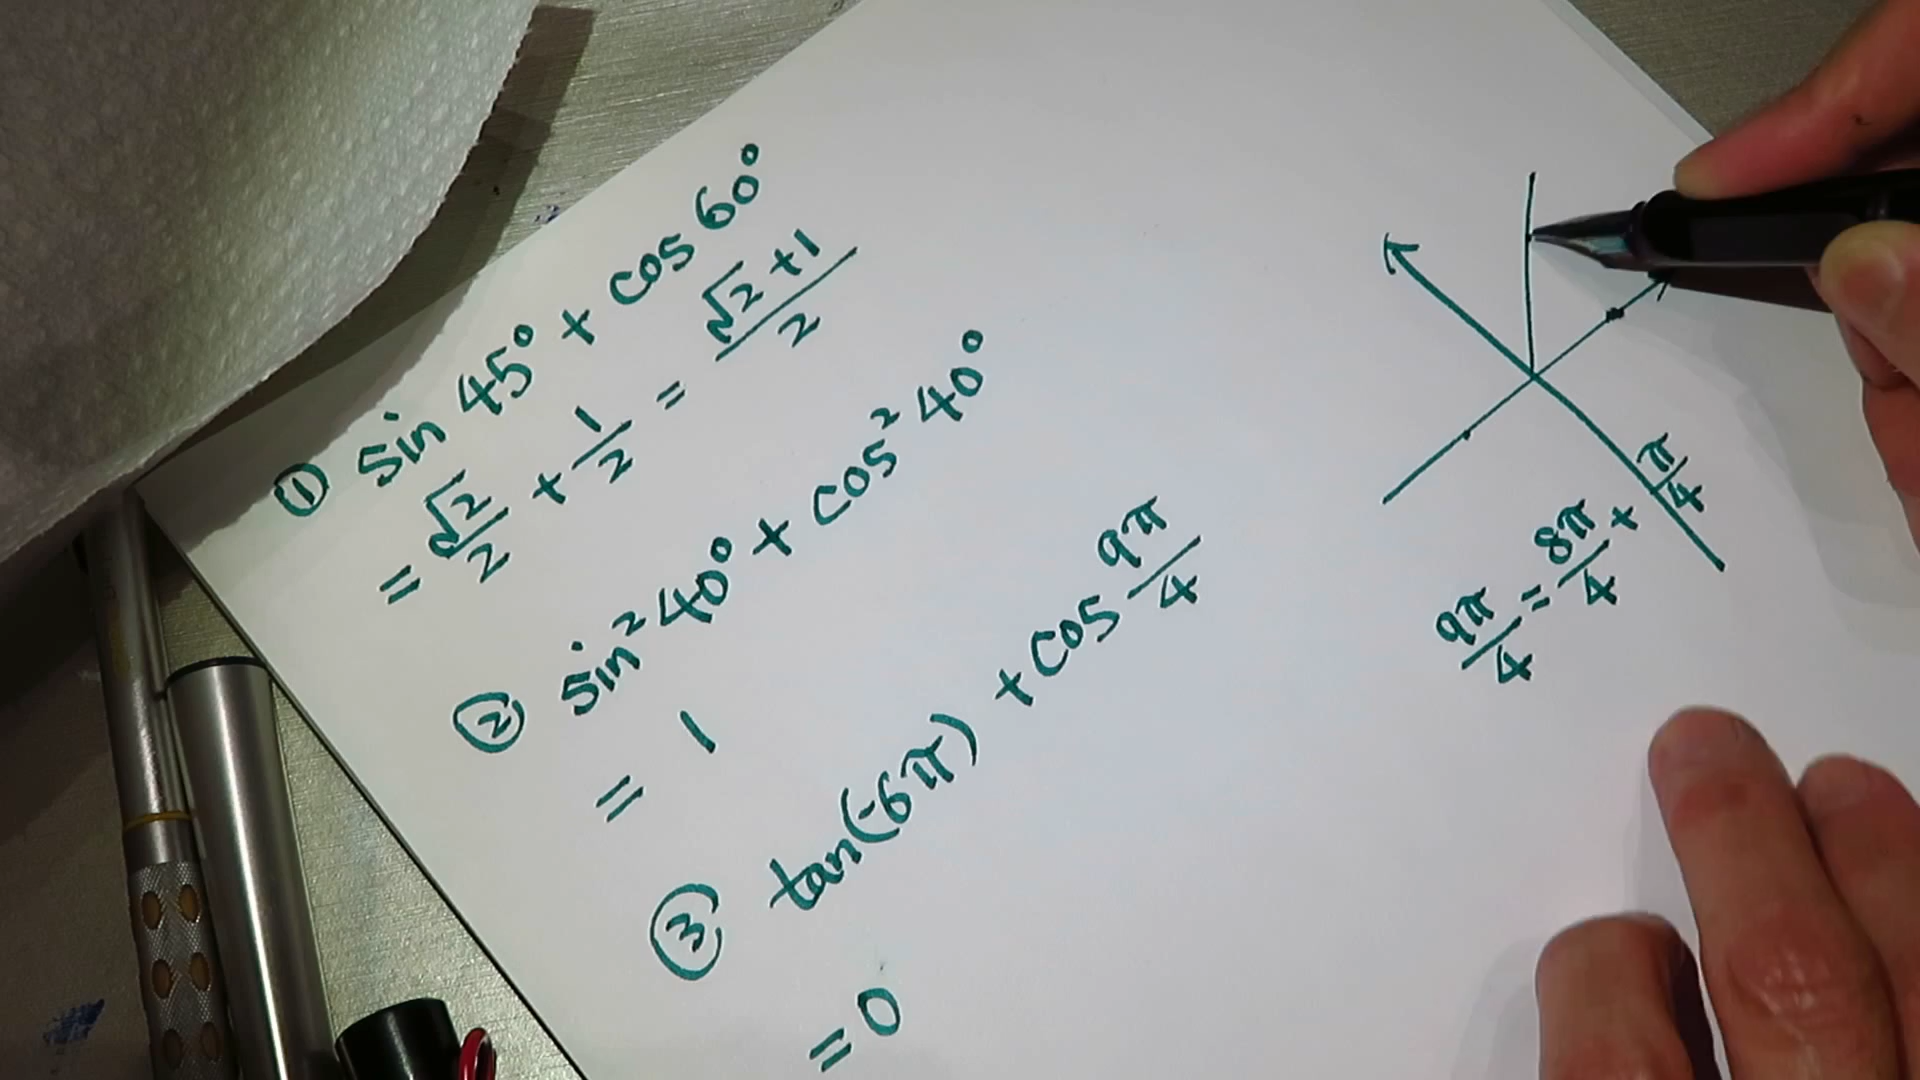 ① sin 45° + cos 60°
= √2/2 + 1/2 = (√2 + 1)/2
② sin² 40° + cos² 40°
= 1
③ tan(-6π) + cos 9π/4
= 0
9π/4 = 8π/4 + π/4